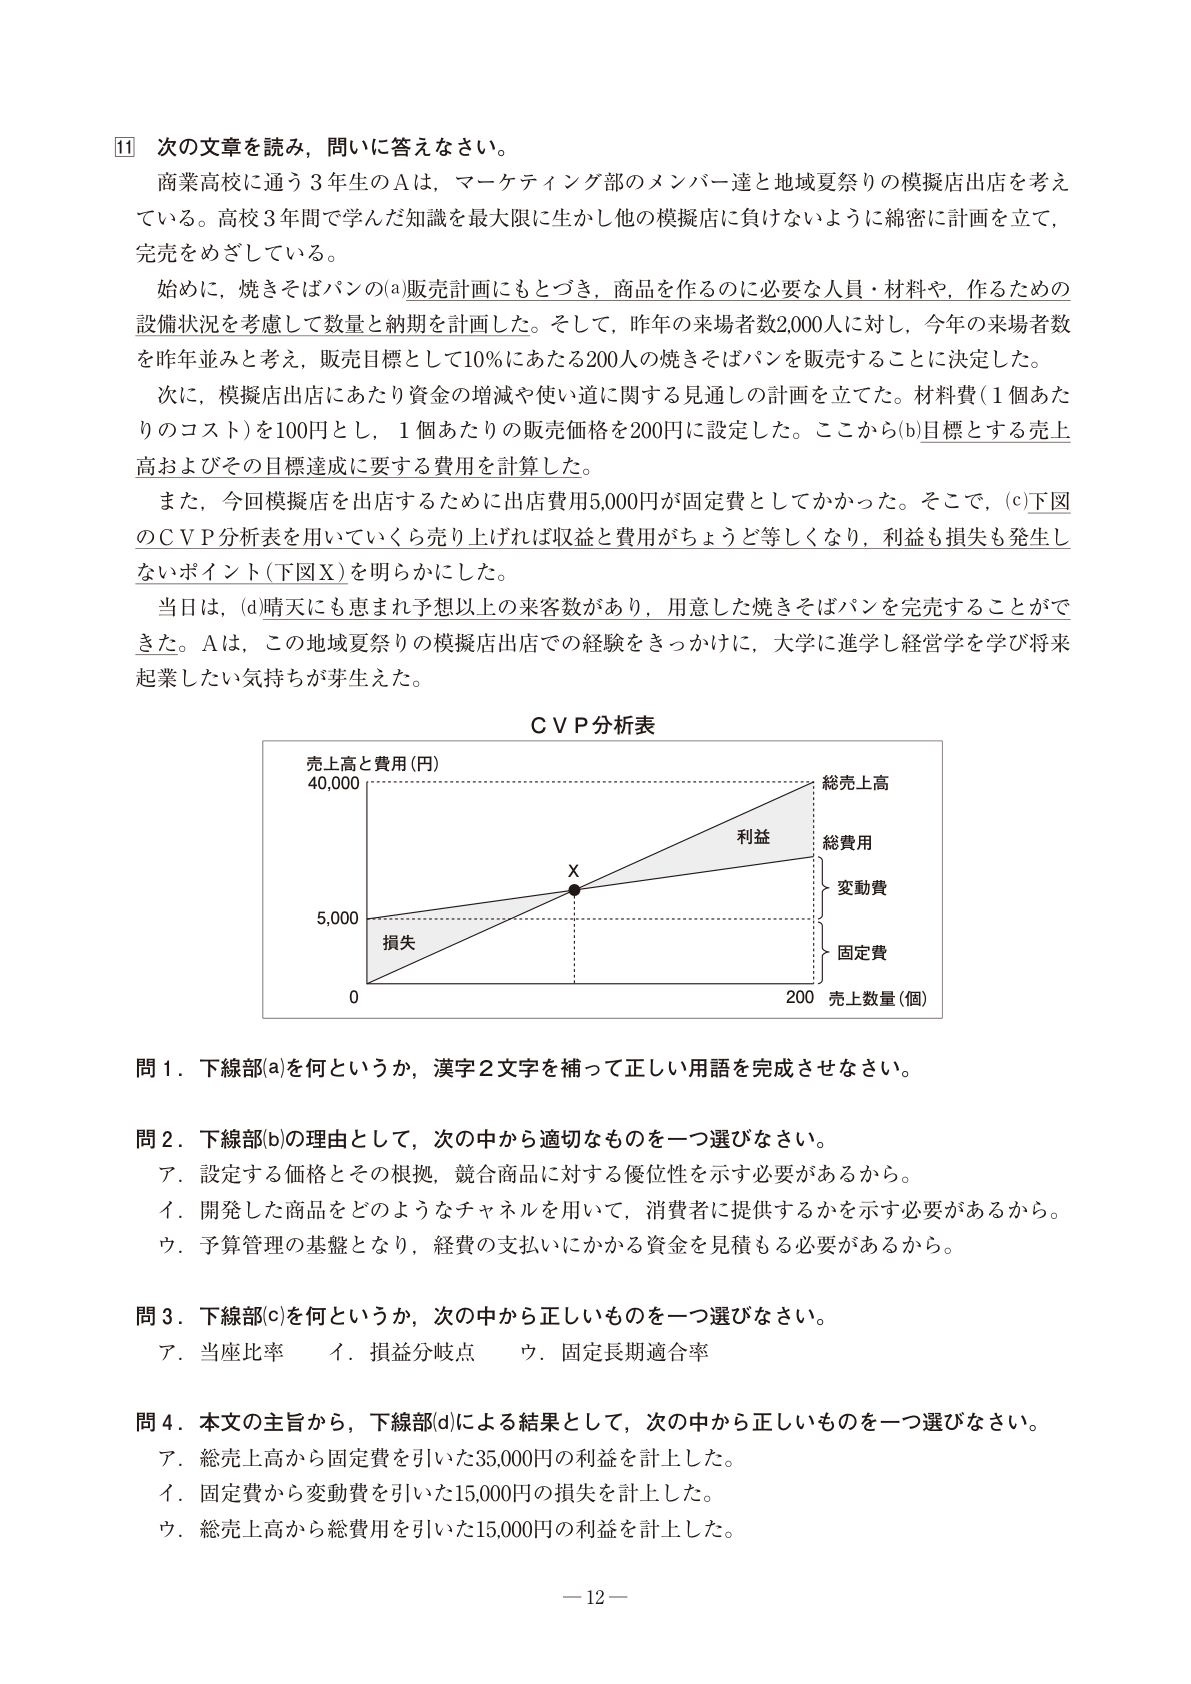 11 次の文章を読み，問いに答えなさい。
商業高校に通う３年生のＡは，マーケティング部のメンバー達と地域夏祭りの模擬店出店を考え
ている。高校３年間で学んだ知識を最大限に生かし他の模擬店に負けないように綿密に計画を立て，
完売をめざしている。
始めに，焼きそばパンの(a)販売計画にもとづき，商品を作るのに必要な人員・材料や，作るための
設備状況を考慮して数量と納期を計画した。そして，昨年の来場者数2,000人に対し，今年の来場者数
を昨年並みと考え，販売目標として10％にあたる200人の焼きそばパンを販売することに決定した。
次に，模擬店出店にあたり資金の増減や使い道に関する見通しの計画を立てた。材料費（１個あた
りのコスト）を100円とし，１個あたりの販売価格を200円に設定した。ここから(b)目標とする売上
高およびその目標達成に要する費用を計算した。
また，今回模擬店を出店するために出店費用5,000円が固定費としてかかった。そこで，(c)下図
のＣＶＰ分析表を用いていくら売り上げれば収益と費用がちょうど等しくなり，利益も損失も発生し
ないポイント（下図Ｘ）を明らかにした。
当日は，(d)晴天にも恵まれ予想以上の来客数があり，用意した焼きそばパンを完売することがで
きた。Ａは，この地域夏祭りの模擬店出店での経験をきっかけに，大学に進学し経営学を学び将来
起業したい気持ちが芽生えた。
ＣＶＰ分析表
売上高と費用（円）
40,000
総売上高
利益
総費用
X
変動費
5,000
損失
固定費
0
200 売上数量（個）
問１．下線部(a)を何というか，漢字２文字を補って正しい用語を完成させなさい。
問２．下線部(b)の理由として，次の中から適切なものを一つ選びなさい。
ア．設定する価格とその根拠，競合商品に対する優位性を示す必要があるから。
イ．開発した商品をどのようなチャネルを用いて，消費者に提供するかを示す必要があるから。
ウ．予算管理の基盤となり，経費の支払いにかかる資金を見積もる必要があるから。
問３．下線部(c)を何というか，次の中から正しいものを一つ選びなさい。
ア．当座比率 イ．損益分岐点 ウ．固定長期適合率
問４．本文の主旨から，下線部(d)による結果として，次の中から正しいものを一つ選びなさい。
ア．総売上高から固定費を引いた35,000円の利益を計上した。
イ．固定費から変動費を引いた15,000円の損失を計上した。
ウ．総売上高から総費用を引いた15,000円の利益を計上した。
― 12 ―